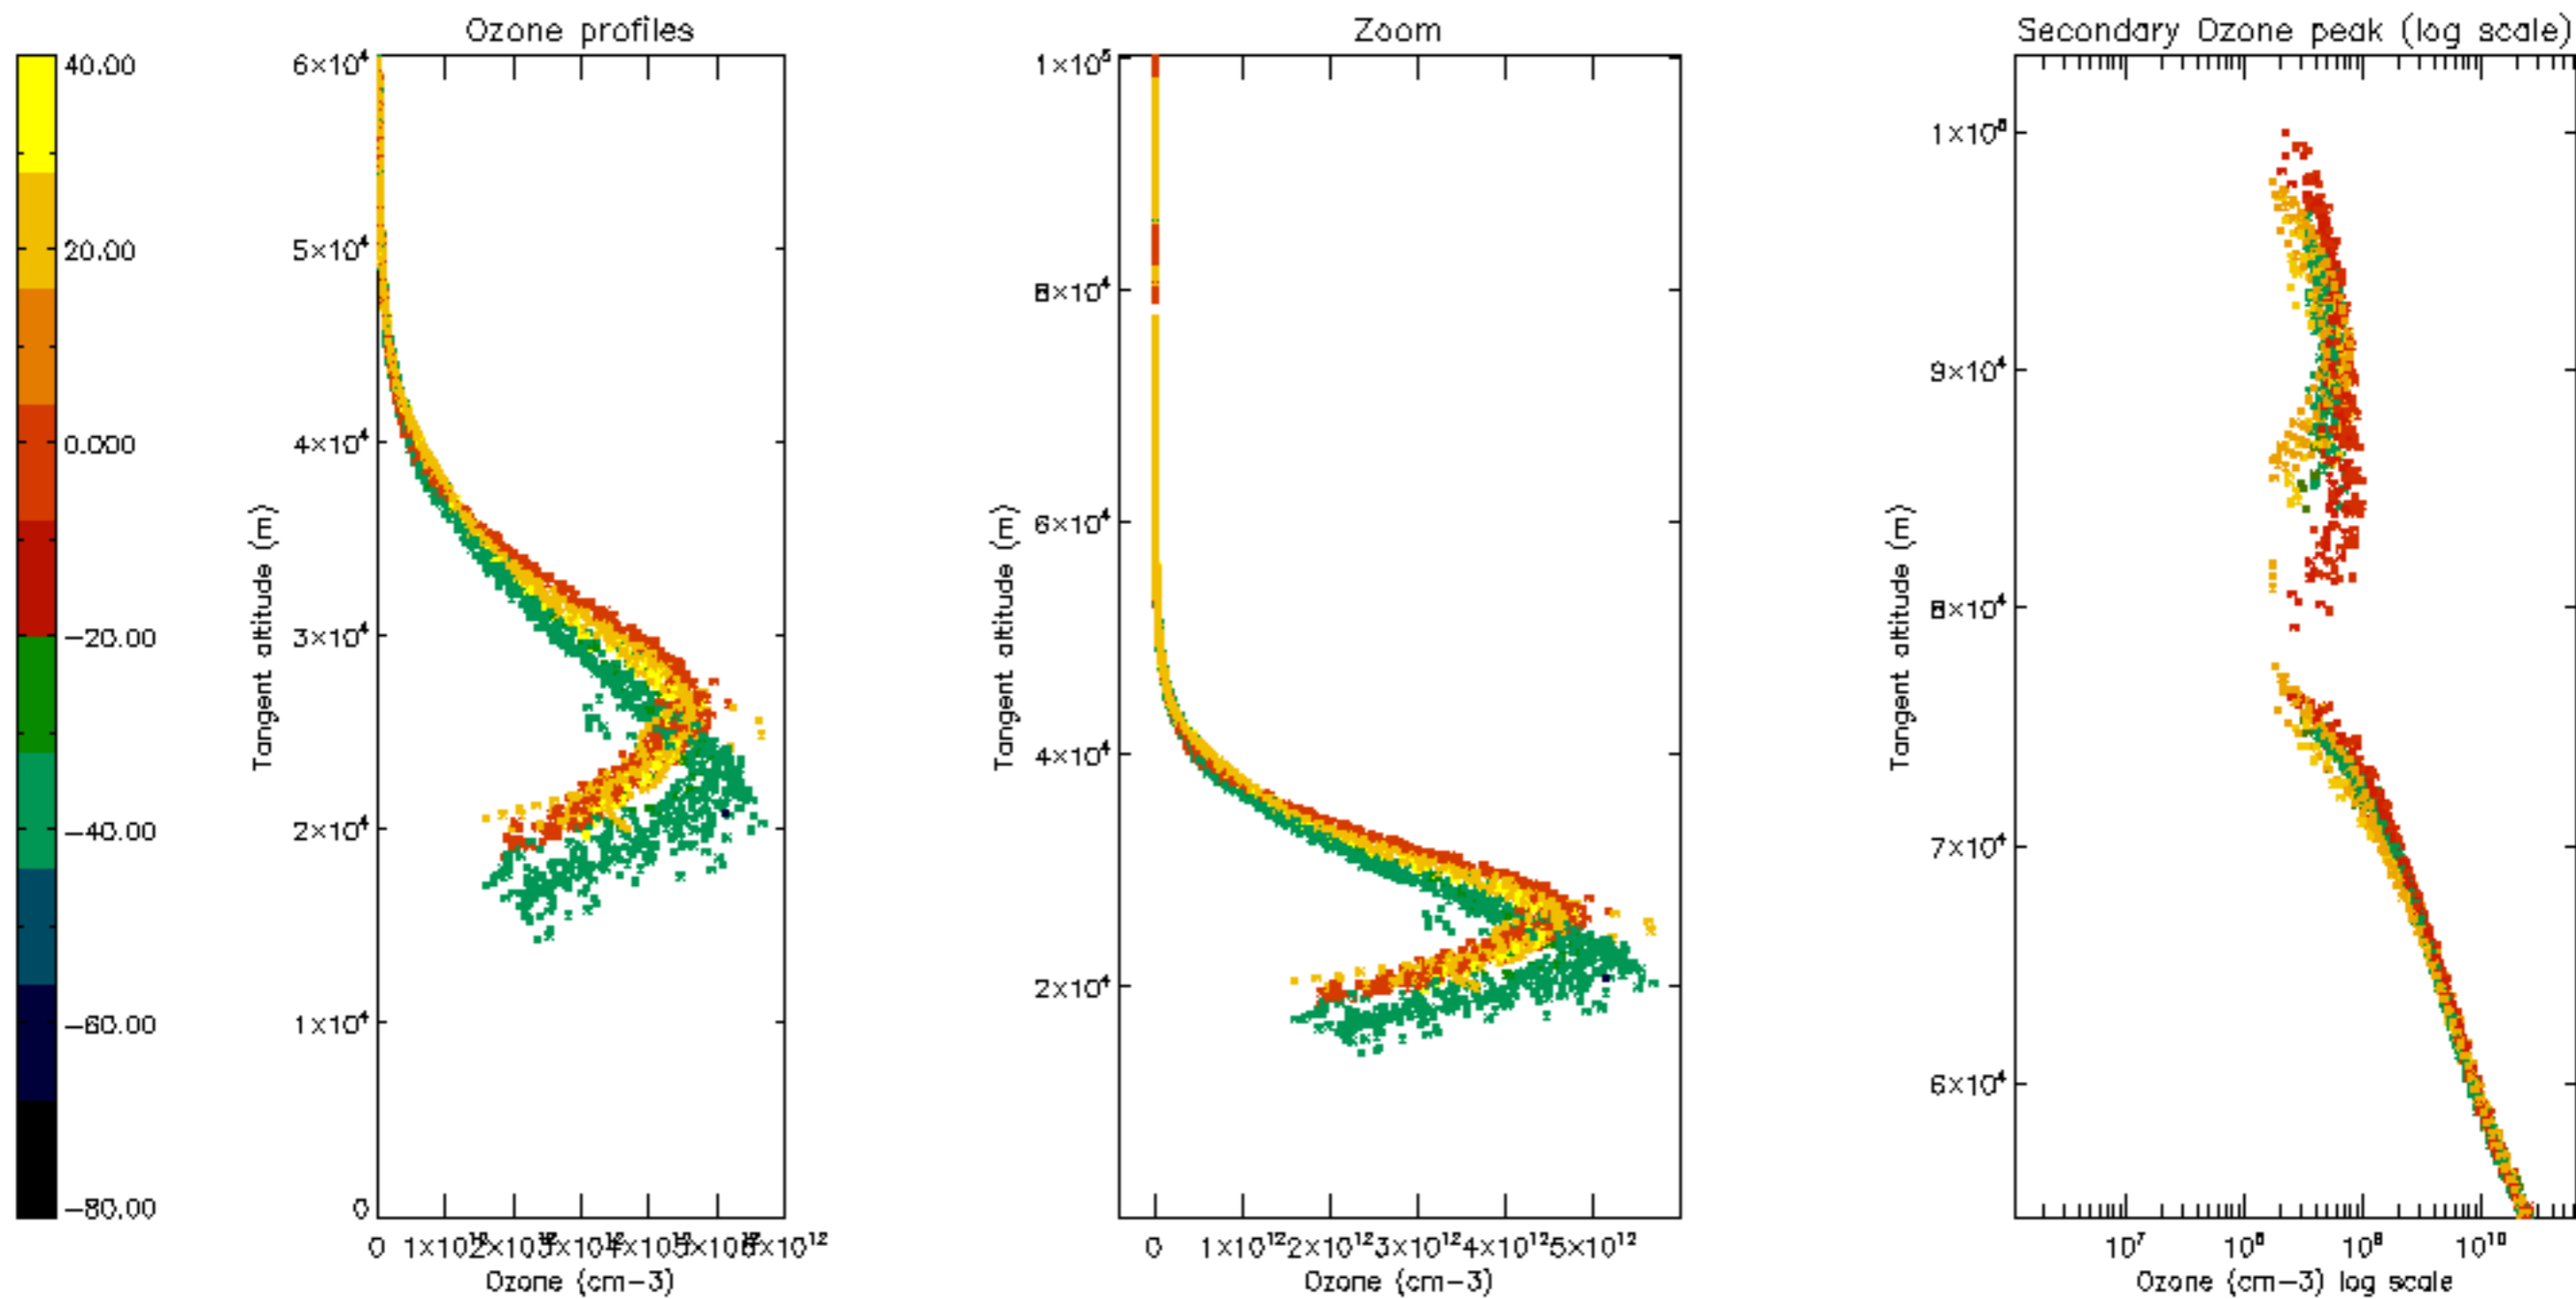 Ozone profiles
40.00
20.00
0.000
−20.00
−40.00
−60.00
−80.00
Tangent altitude (m)
6×10⁴
5×10⁴
4×10⁴
3×10⁴
2×10⁴
1×10⁴
0
0
Ozone (cm−3)
Zoom
Tangent altitude (m)
1×10⁵
8×10⁴
6×10⁴
4×10⁴
2×10⁴
0 1×10¹² 2×10¹² 3×10¹² 4×10¹² 5×10¹²
Ozone (cm−3)
Secondary Ozone peak (log scale)
Tangent altitude (m)
1×10⁵
9×10⁴
8×10⁴
7×10⁴
6×10⁴
10⁷ 10⁸ 10⁹ 10¹⁰
Ozone (cm−3) log scale